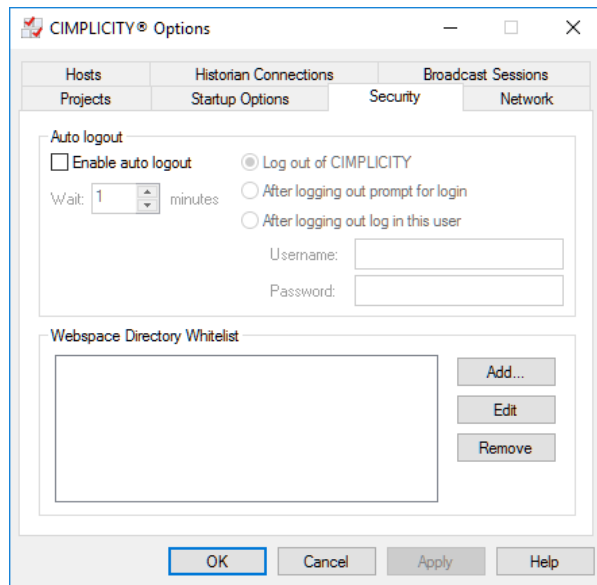 CIMPLICITY® Options
Hosts Historian Connections Broadcast Sessions
Projects Startup Options Security Network
Auto logout
Enable auto logout Log out of CIMPLICITY
Wait: 1 minutes After logging out prompt for login
After logging out log in this user
Username:
Password:
Webspace Directory Whitelist
Add...
Edit
Remove
OK Cancel Apply Help